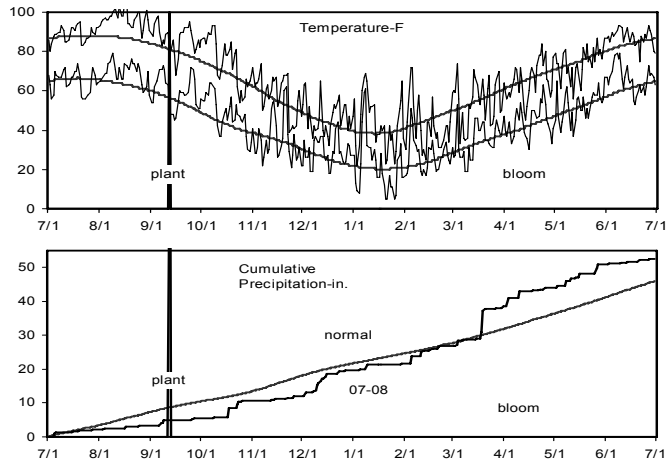 100
Temperature-F
80
60
40
20
plant
bloom
0
7/1 8/1 9/1 10/1 11/1 12/1 1/1 2/1 3/1 4/1 5/1 6/1 7/1
50
Cumulative
Precipitation-in.
40
normal
30
20
plant
07-08
10
bloom
0
7/1 8/1 9/1 10/1 11/1 12/1 1/1 2/1 3/1 4/1 5/1 6/1 7/1